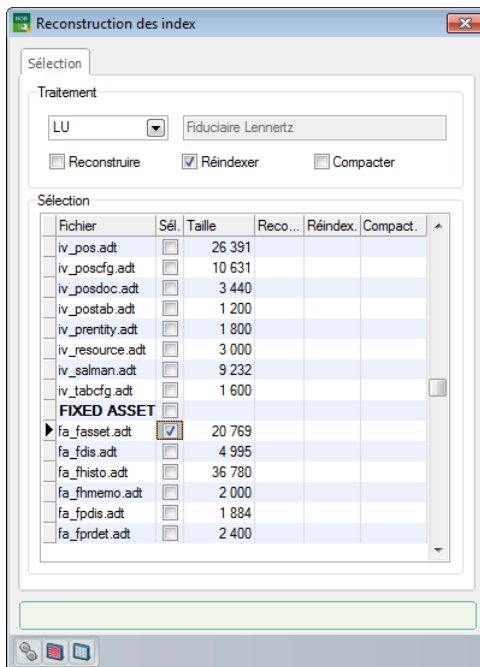 Reconstruction des index
Sélection
Traitement
LU Fiduciaire Lennertz
Reconstruire Réindexer Compacter
Sélection
Fichier Sél. Taille Reco... Réindex. Compact.
iv_pos.adt 26 391
iv_poscfg.adt 10 631
iv_posdoc.adt 3 440
iv_postab.adt 1 200
iv_prentity.adt 1 800
iv_resource.adt 3 000
iv_salman.adt 9 232
iv_tabcfg.adt 1 600
FIXED ASSET
fa_fasset.adt 20 769
fa_fdis.adt 4 995
fa_fhisto.adt 36 780
fa_fhmemo.adt 2 000
fa_fpdis.adt 1 884
fa_fprdet.adt 2 400